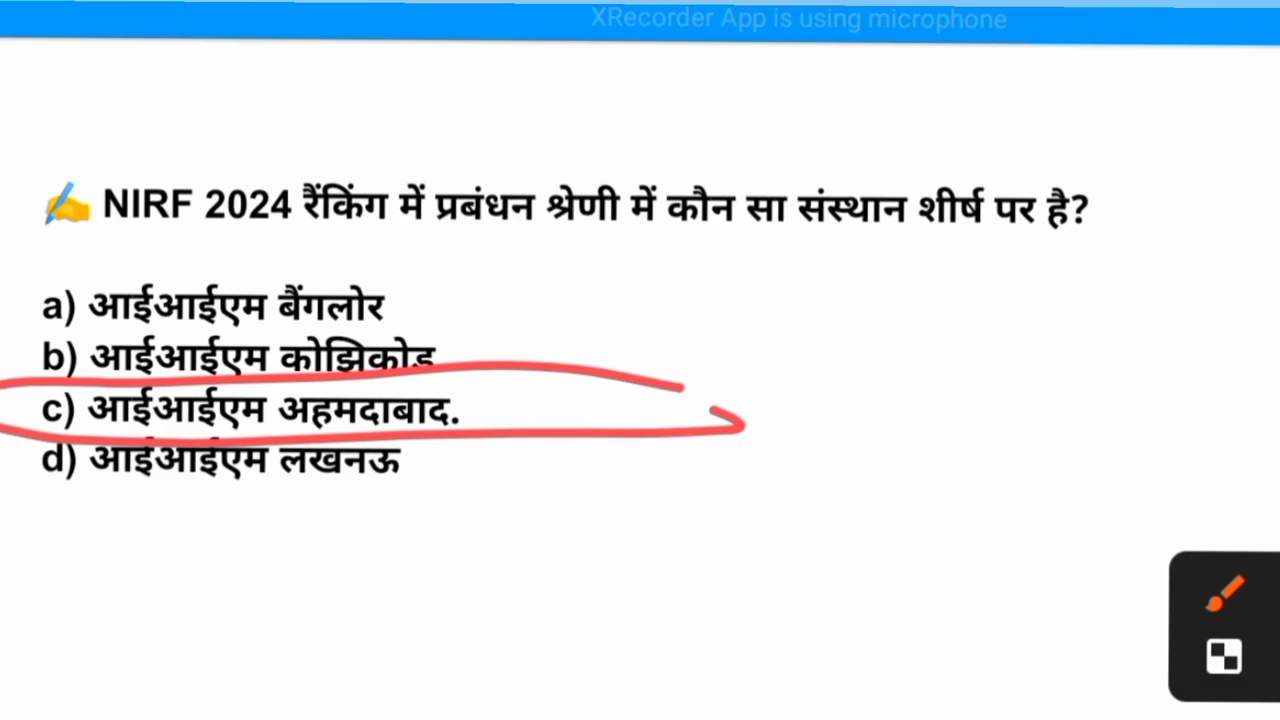 XRecorder App is using microphone
✍️ NIRF 2024 रैंकिंग में प्रबंधन श्रेणी में कौन सा संस्थान शीर्ष पर है?
a) आईआईएम बैंगलोर
b) आईआईएम कोझिकोड
c) आईआईएम अहमदाबाद.
d) आईआईएम लखनऊ